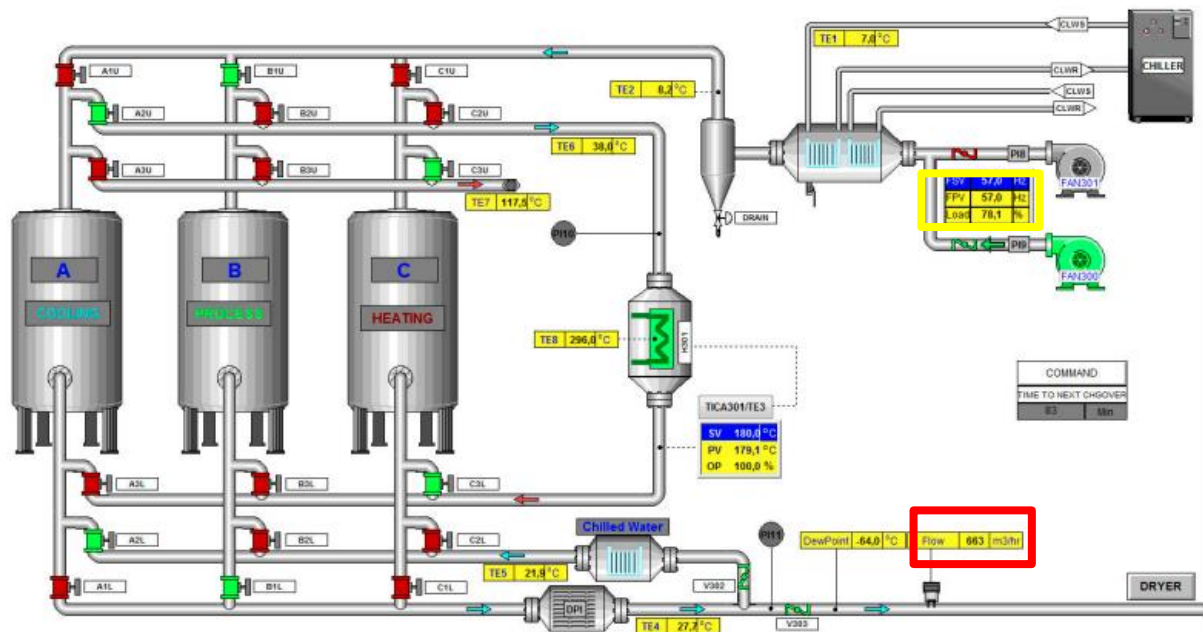 TE1 7,0 °C
CLWS
CLWR
CLWS
CLWR
CHILLER
A1U
B1U
C1U
TE2 8,2 °C
A2U
B2U
C2U
TE6 38,0 °C
A3U
B3U
C3U
TE7 117,5 °C
PI8
FAN301
FSV 57,0 Hz
FPV 57,0 Hz
Load 78,1 %
DRAIN
PI10
PI9
FAN300
A
B
C
COOLING
PROCESS
HEATING
TE8 296,0 °C
H301
COMMAND
TIME TO NEXT CHGOVER
83 Min
TICA301/TE3
SV 180,0 °C
PV 179,1 °C
OP 100,0 %
A3L
B3L
C3L
A2L
B2L
C2L
Chilled Water
PI11
DewPoint -64,0 °C
Flow 663 m3/hr
TE5 21,9 °C
V302
A1L
B1L
C1L
DPI
DRYER
TE4 27,7 °C
V303